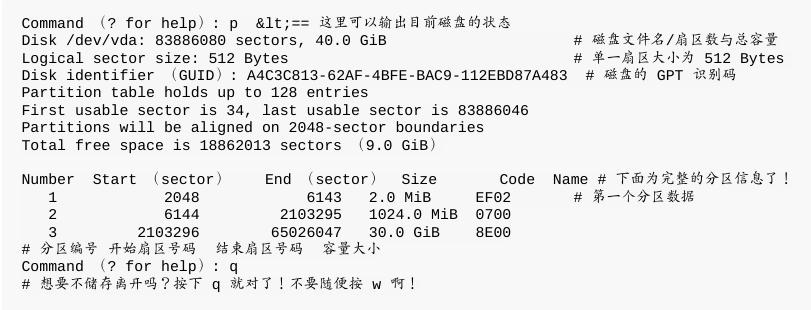 Command （? for help）: p  &lt;== 这里可以输出目前磁盘的状态
Disk /dev/vda: 83886080 sectors, 40.0 GiB                     # 磁盘文件名/扇区数与总容量
Logical sector size: 512 Bytes                                # 单一扇区大小为 512 Bytes
Disk identifier （GUID）: A4C3C813-62AF-4BFE-BAC9-112EBD87A483  # 磁盘的 GPT 识别码
Partition table holds up to 128 entries
First usable sector is 34, last usable sector is 83886046
Partitions will be aligned on 2048-sector boundaries
Total free space is 18862013 sectors （9.0 GiB）
Number  Start （sector）    End （sector）  Size       Code  Name # 下面为完整的分区信息了！
   1            2048            6143   2.0 MiB     EF02        # 第一个分区数据
   2            6144         2103295   1024.0 MiB  0700
   3         2103296        65026047   30.0 GiB    8E00
# 分区编号 开始扇区号码  结束扇区号码  容量大小
Command （? for help）: q
# 想要不储存离开吗？按下 q 就对了！不要随便按 w 啊！